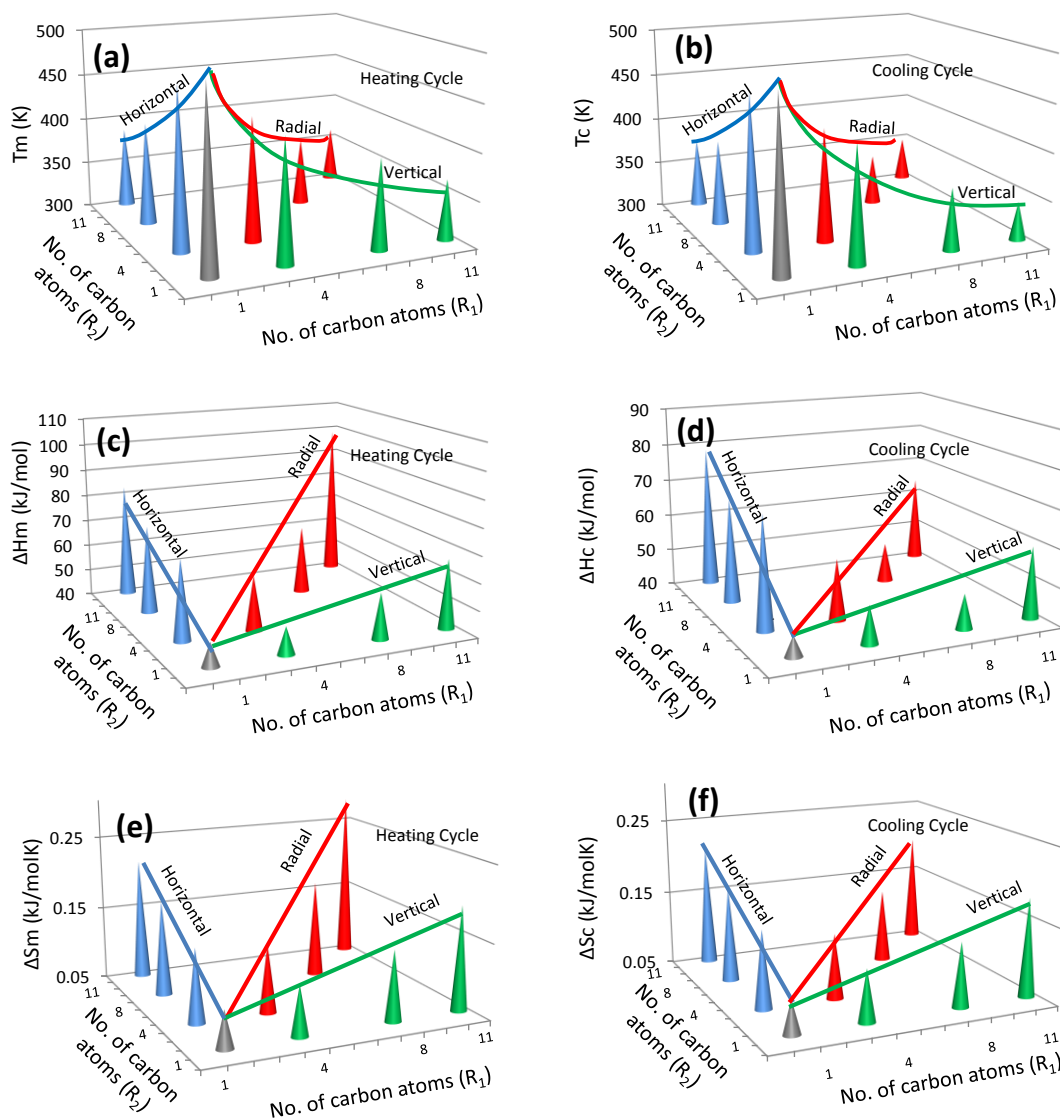 (a)
Heating Cycle
Horizontal
Radial
Vertical
Tm (K)
500
450
400
350
300
11
8
4
1
No. of carbon
atoms (R2)
1
4
8
11
No. of carbon atoms (R1)
(b)
Cooling Cycle
Horizontal
Radial
Vertical
Tc (K)
500
450
400
350
300
11
8
4
1
No. of carbon
atoms (R2)
1
4
8
11
No. of carbon atoms (R1)
(c)
Heating Cycle
Horizontal
Radial
Vertical
ΔHm (kJ/mol)
110
100
90
80
70
60
50
40
11
8
4
1
No. of carbon
atoms (R2)
1
4
8
11
No. of carbon atoms (R1)
(d)
Cooling Cycle
Horizontal
Radial
Vertical
ΔHc (kJ/mol)
90
80
70
60
50
40
11
8
4
1
No. of carbon
atoms (R2)
1
4
8
11
No. of carbon atoms (R1)
(e)
Heating Cycle
Horizontal
Radial
Vertical
ΔSm (kJ/molK)
0.25
0.15
0.05
11
8
4
1
No. of carbon
atoms (R2)
1
4
8
11
No. of carbon atoms (R1)
(f)
Cooling Cycle
Horizontal
Radial
Vertical
ΔSc (kJ/molK)
0.25
0.15
0.05
11
8
4
1
No. of carbon
atoms (R2)
1
4
8
11
No. of carbon atoms (R1)